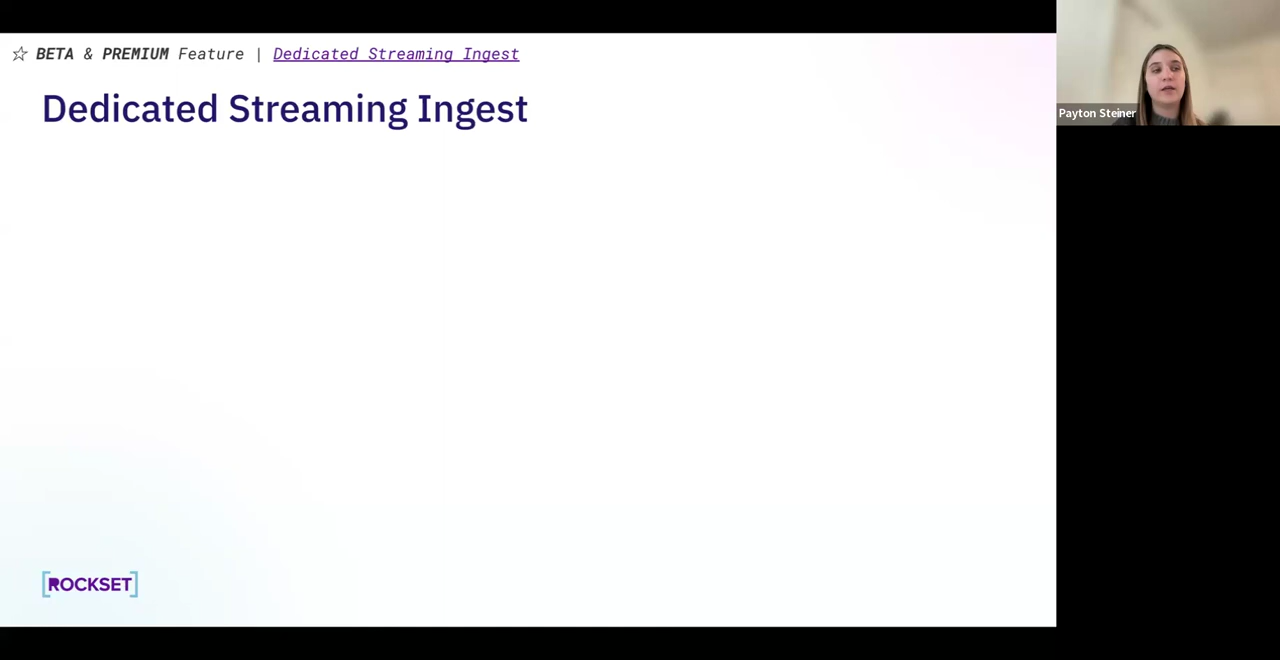 ☆ BETA & PREMIUM Feature | Dedicated Streaming Ingest
Dedicated Streaming Ingest
Payton Steiner
[ROCKSET]